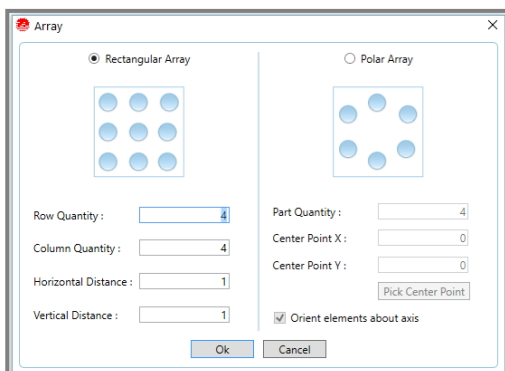 Array
Rectangular Array
Row Quantity : 4
Column Quantity : 4
Horizontal Distance : 1
Vertical Distance : 1
Polar Array
Part Quantity : 4
Center Point X : 0
Center Point Y : 0
Pick Center Point
Orient elements about axis
Ok Cancel